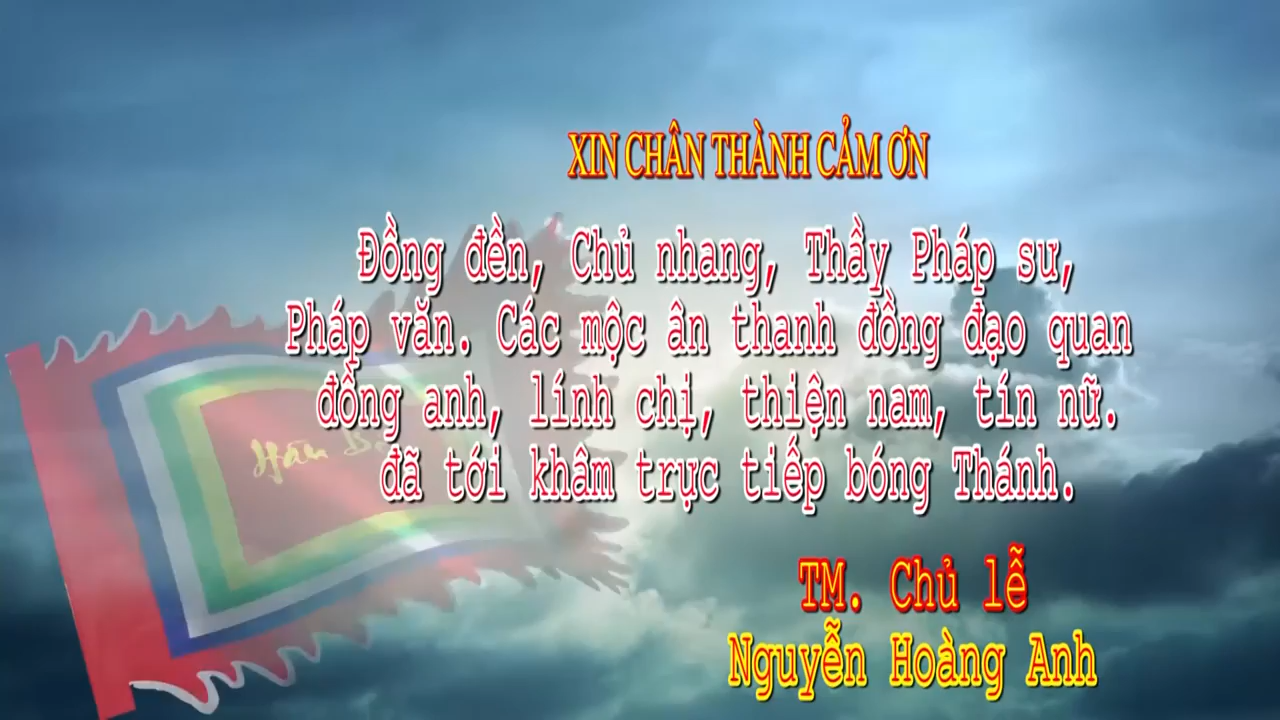 XIN CHÂN THÀNH CẢM ƠN
Đồng đền, Chủ nhang, Thầy Pháp sư,
Pháp văn. Các mộc ân thanh đồng đạo quan
đồng anh, lính chị, thiện nam, tín nữ.
đã tới khâm trực tiếp bóng Thánh.
Hầu
TM. Chủ lễ
Nguyễn Hoàng Anh